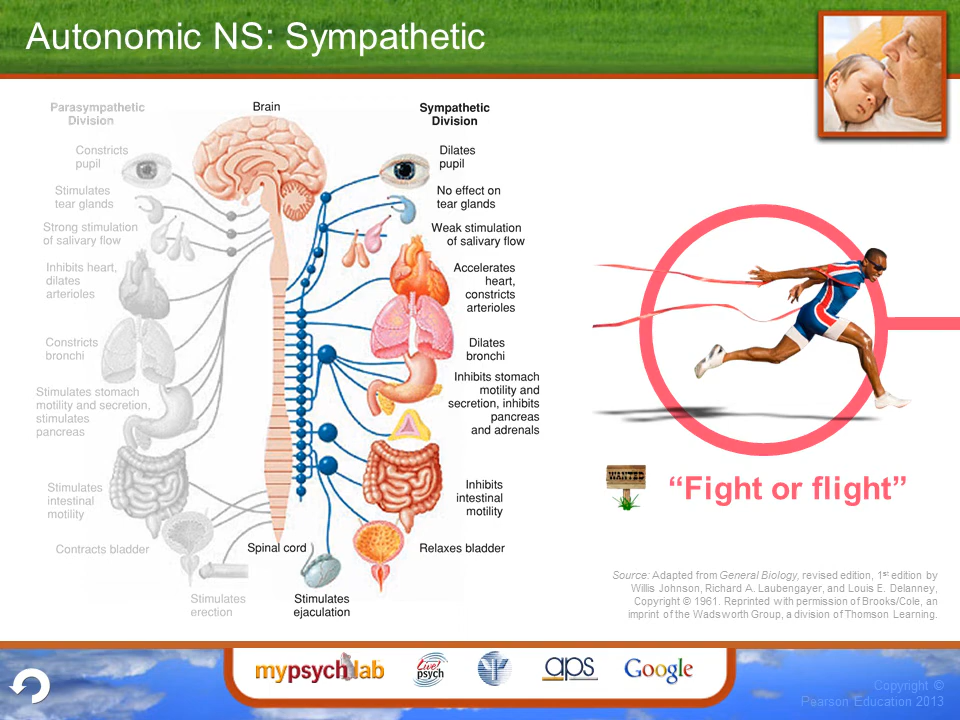 Autonomic NS: Sympathetic
Parasympathetic
Division
Brain
Sympathetic
Division
Constricts
pupil
Dilates
pupil
Stimulates
tear glands
No effect on
tear glands
Strong stimulation
of salivary flow
Weak stimulation
of salivary flow
Inhibits heart,
dilates
arterioles
Accelerates
heart,
constricts
arterioles
Constricts
bronchi
Dilates
bronchi
Stimulates stomach
motility and secretion,
stimulates
pancreas
Inhibits stomach
motility and
secretion, inhibits
pancreas
and adrenals
Stimulates
intestinal
motility
Inhibits
intestinal
motility
Contracts bladder
Spinal cord
Relaxes bladder
Stimulates
erection
Stimulates
ejaculation
WANTED
“Fight or flight”
Source: Adapted from General Biology, revised edition, 1st edition by
Willis Johnson, Richard A. Laubengayer, and Louis E. Delanney,
Copyright © 1961. Reprinted with permission of Brooks/Cole, an
imprint of the Wadsworth Group, a division of Thomson Learning.
mypsychlab
Live!
psych
aps
Google
Copyright ©
Pearson Education 2013